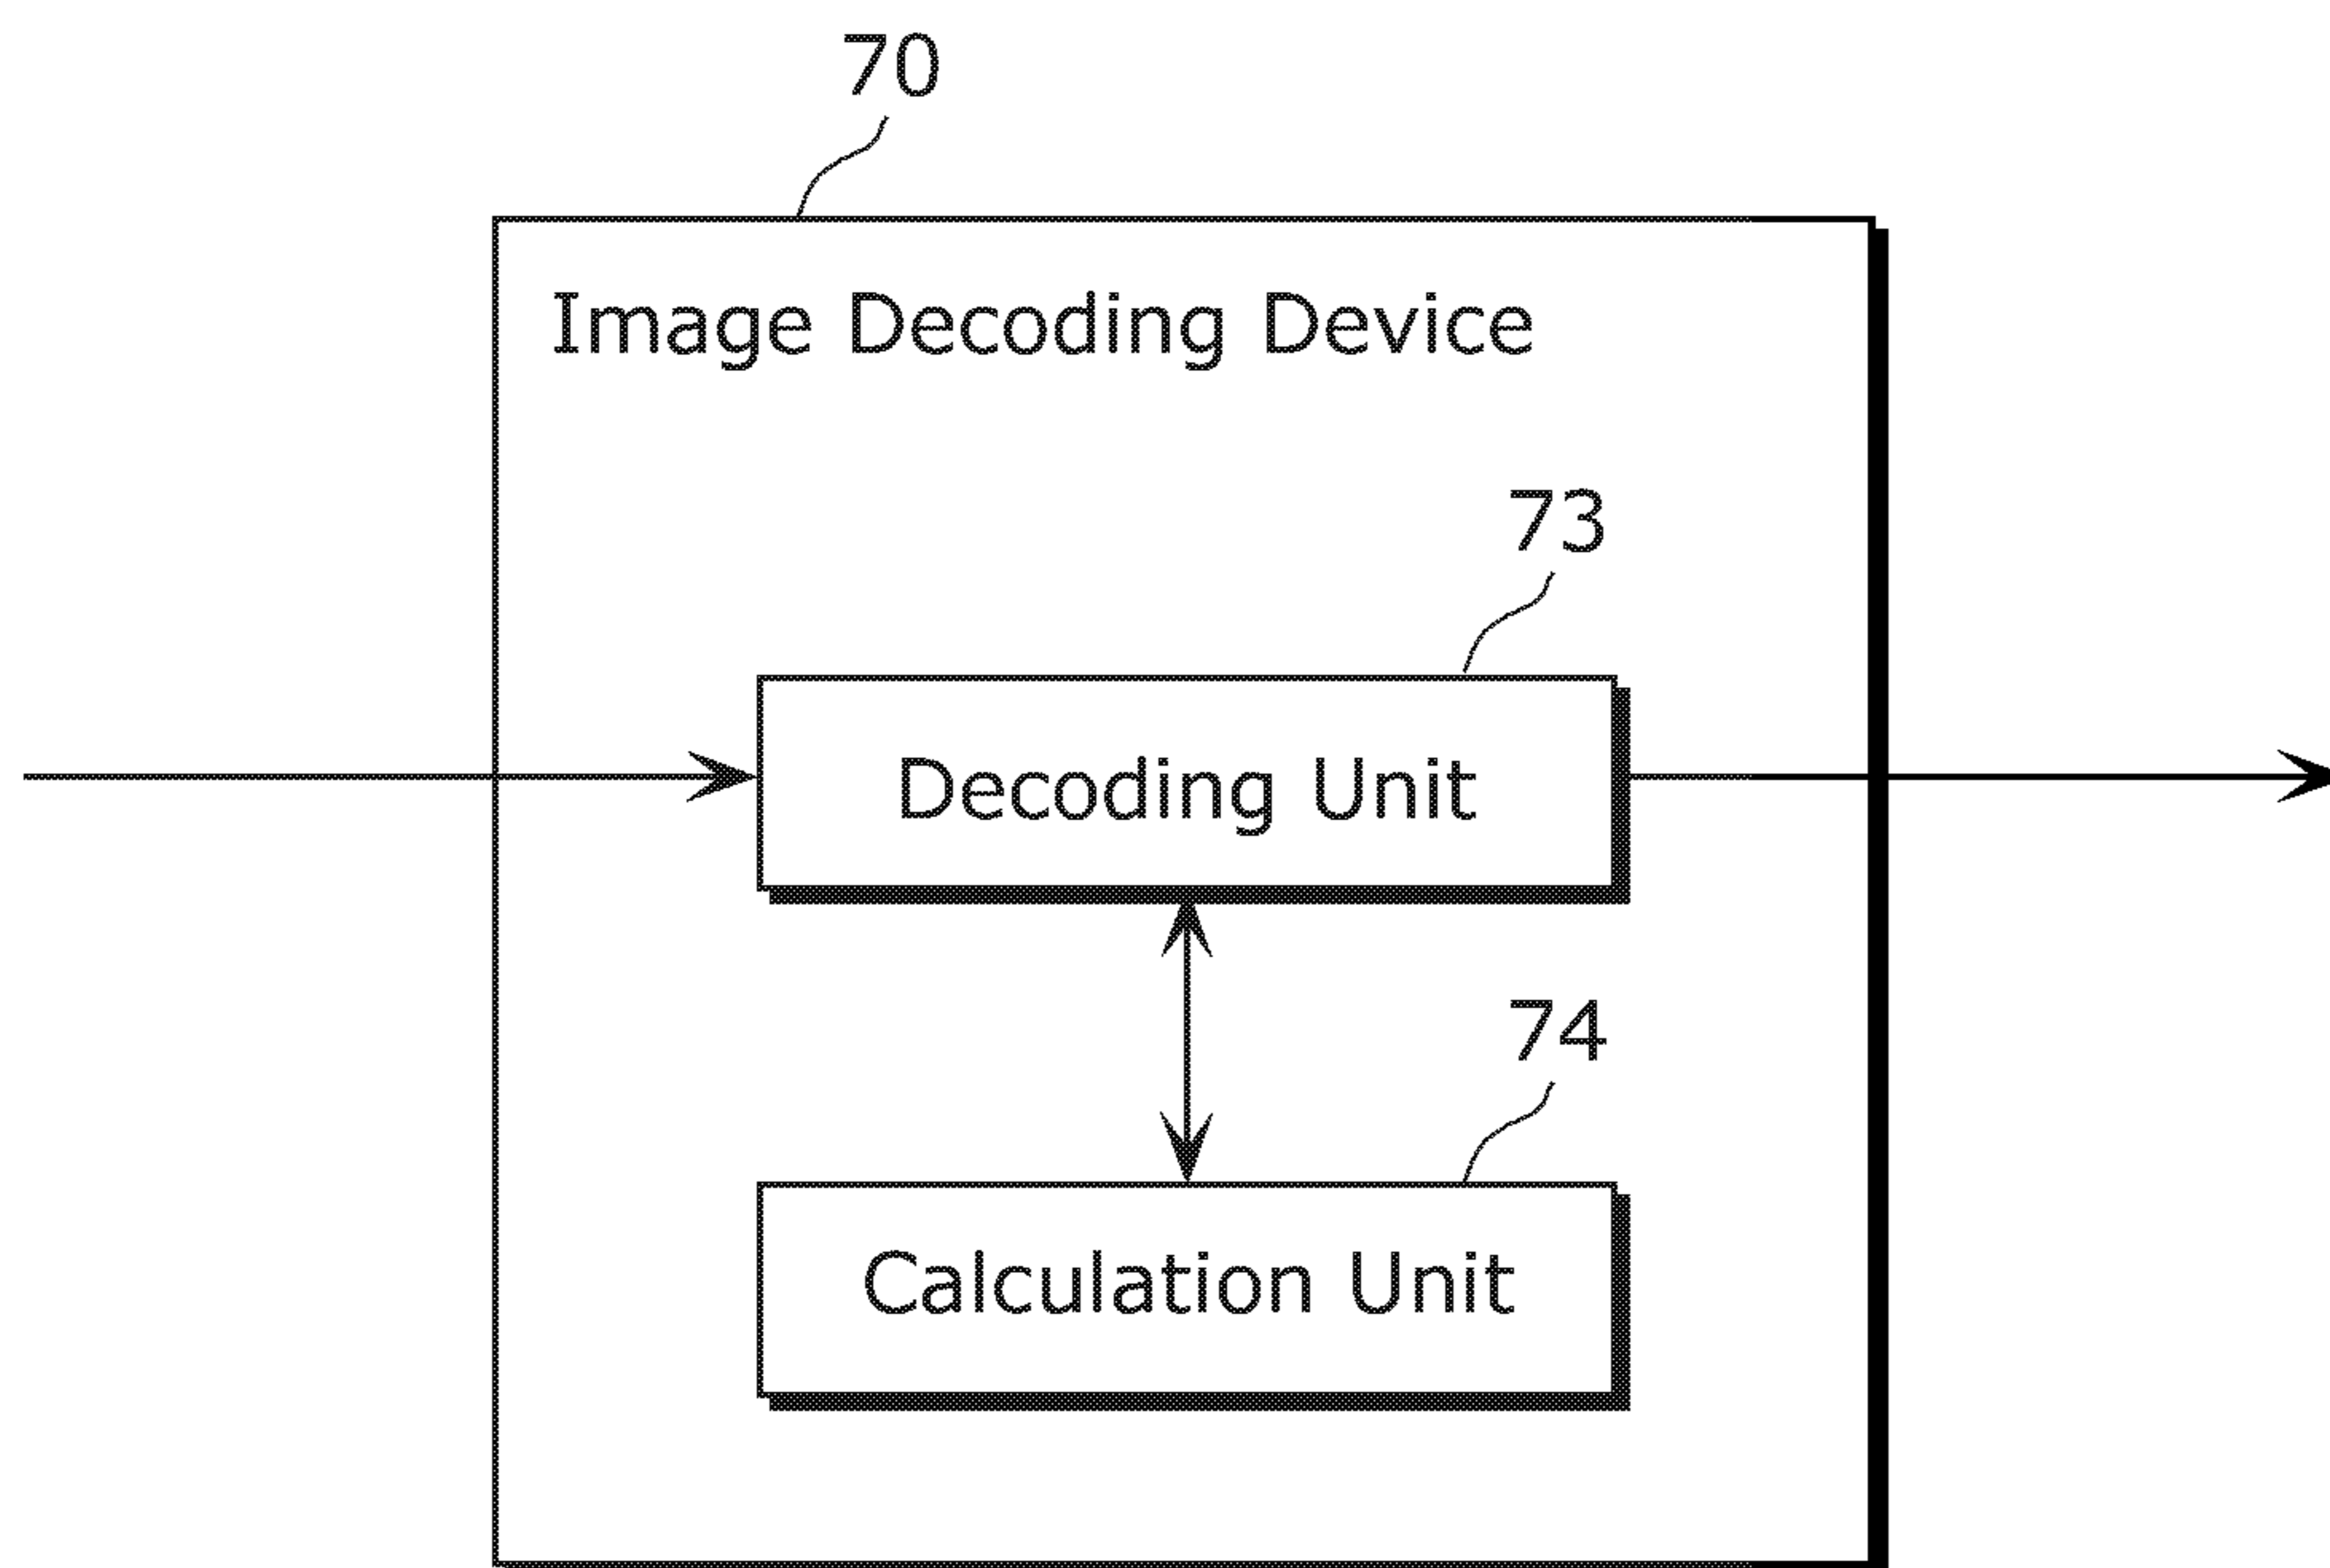 70
Image Decoding Device
73
Decoding Unit
74
Calculation Unit